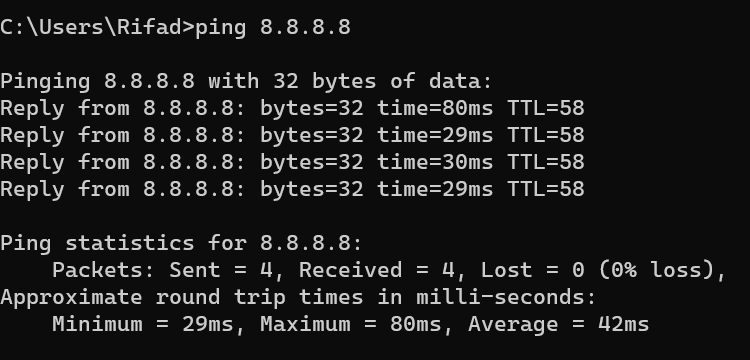 C:\Users\Rifad>ping 8.8.8.8
Pinging 8.8.8.8 with 32 bytes of data:
Reply from 8.8.8.8: bytes=32 time=80ms TTL=58
Reply from 8.8.8.8: bytes=32 time=29ms TTL=58
Reply from 8.8.8.8: bytes=32 time=30ms TTL=58
Reply from 8.8.8.8: bytes=32 time=29ms TTL=58
Ping statistics for 8.8.8.8:
    Packets: Sent = 4, Received = 4, Lost = 0 (0% loss),
Approximate round trip times in milli-seconds:
    Minimum = 29ms, Maximum = 80ms, Average = 42ms